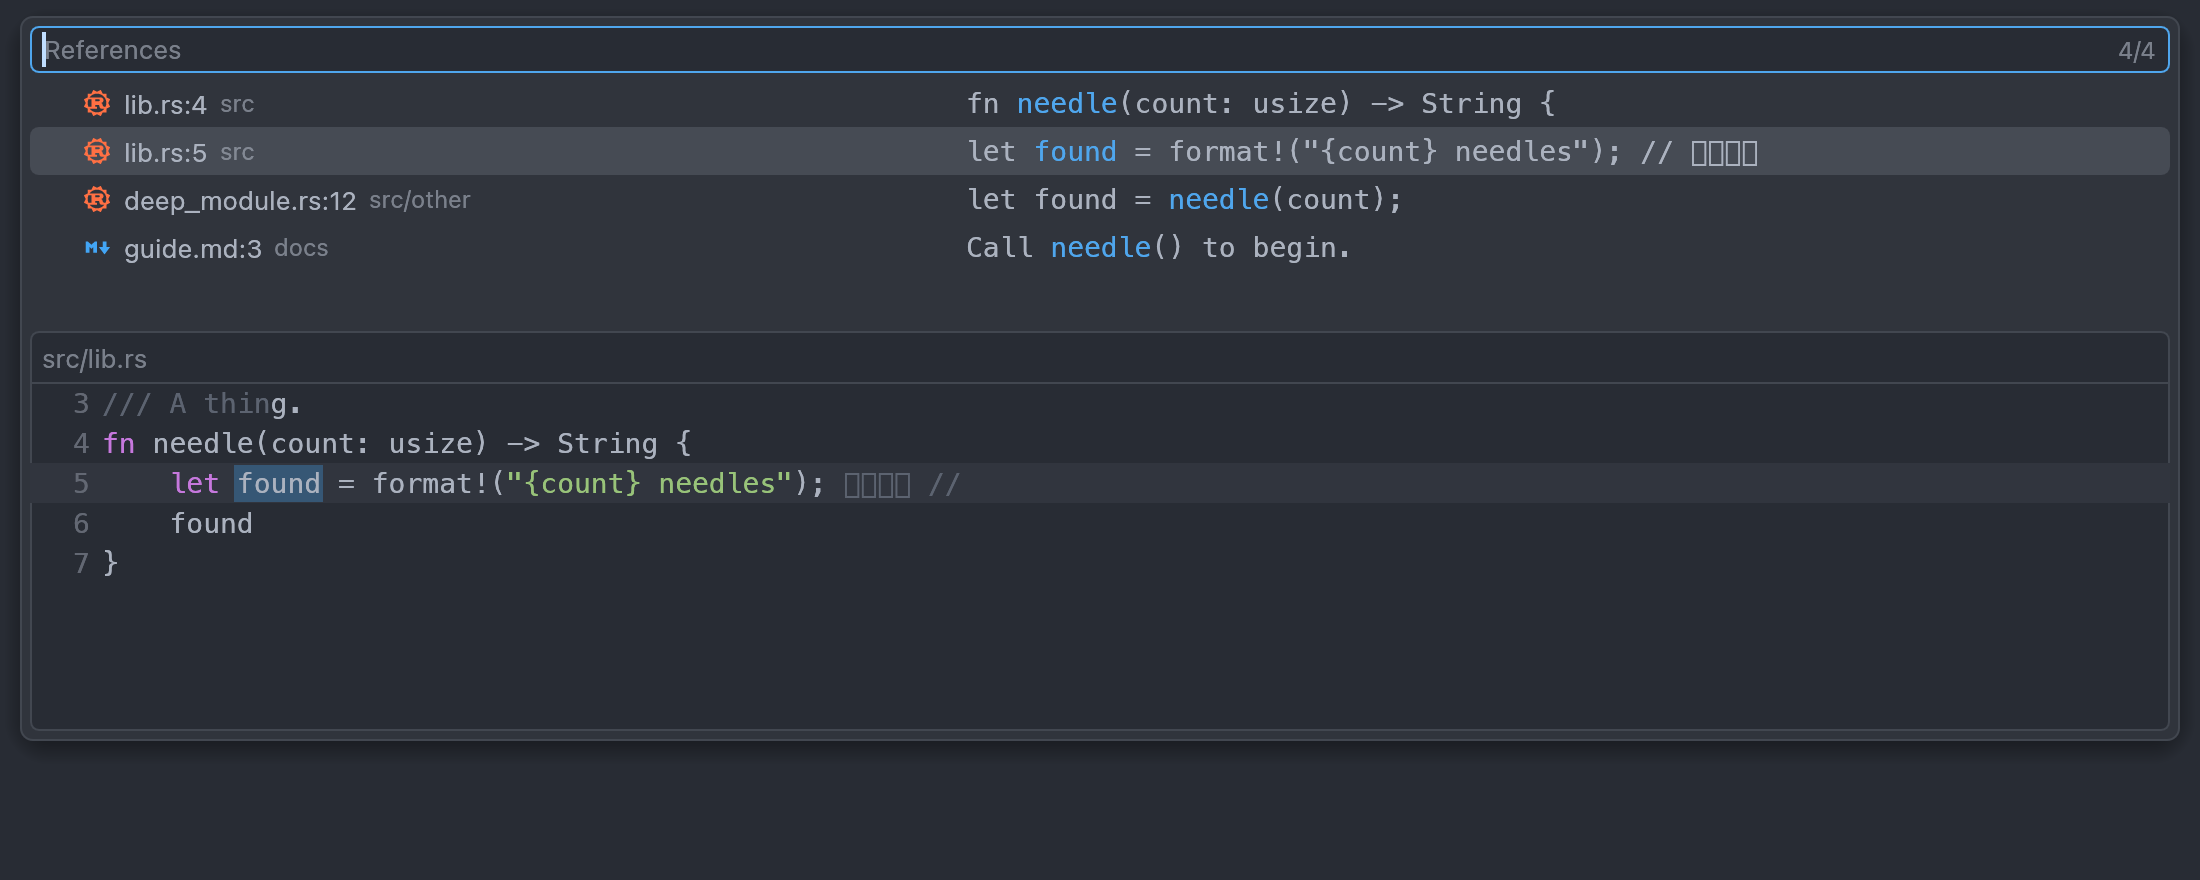 References 4/4
lib.rs:4 src fn needle(count: usize) -> String {
lib.rs:5 src let found = format!("{count} needles"); //
deep_module.rs:12 src/other let found = needle(count);
guide.md:3 docs Call needle() to begin.
src/lib.rs
3 /// A thing.
4 fn needle(count: usize) -> String {
5 let found = format!("{count} needles"); //
6 found
7 }